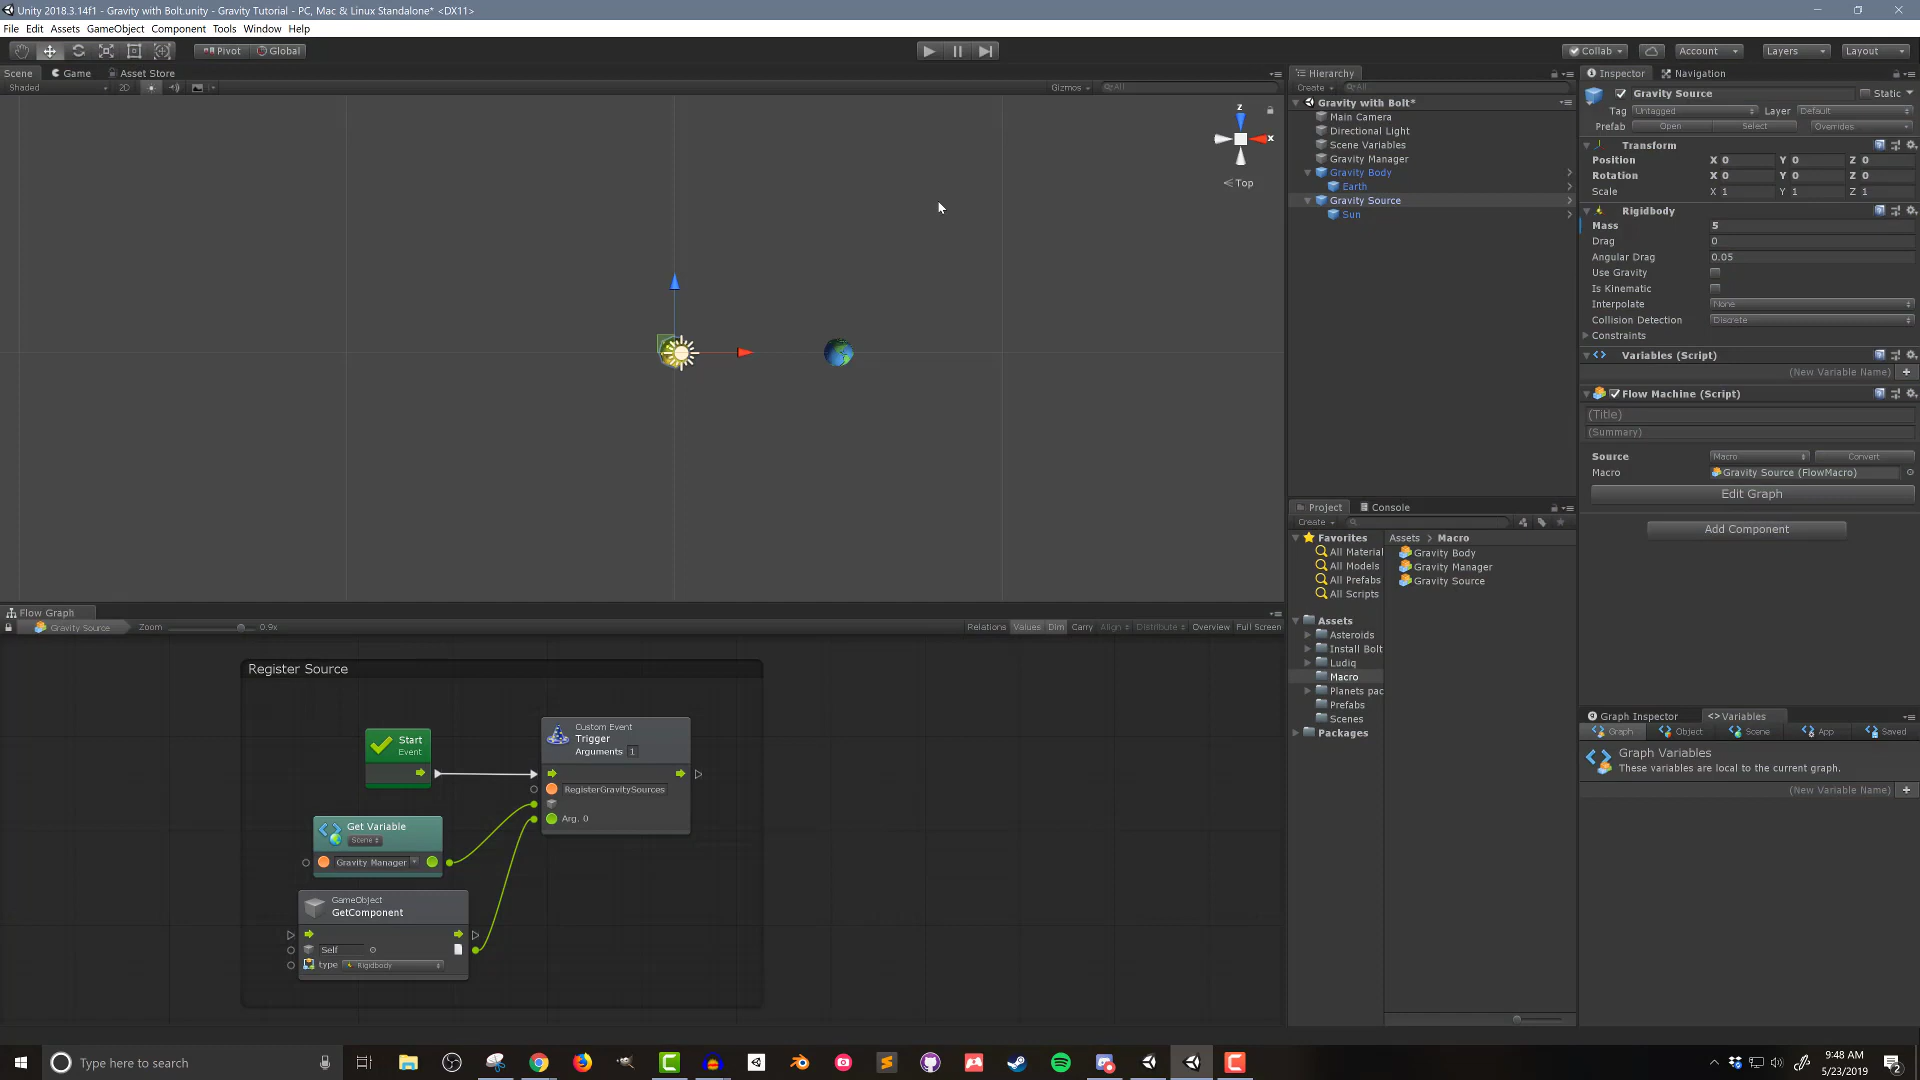 Unity 2018.3.14f1 - Gravity with Bolt.unity - Gravity Tutorial - PC, Mac & Linux Standalone* <DX11>
File Edit Assets GameObject Component Tools Window Help
Pivot Global Collab Account Layers Layout
Scene Game Asset Store
Shaded 2D Gizmos All
Z
X
Top
Hierarchy
Create All
Gravity with Bolt*
Main Camera
Directional Light
Scene Variables
Gravity Manager
Gravity Body
Earth
Gravity Source
Sun
Inspector Navigation
Gravity Source Static
Tag Untagged Layer Default
Prefab Open Select Overrides
Transform
Position X 0 Y 0 Z 0
Rotation X 0 Y 0 Z 0
Scale X 1 Y 1 Z 1
Rigidbody
Mass 5
Drag 0
Angular Drag 0.05
Use Gravity
Is Kinematic
Interpolate None
Collision Detection Discrete
Constraints
Variables (Script)
(New Variable Name)
Flow Machine (Script)
(Title)
(Summary)
Source Macro Convert
Macro Gravity Source (FlowMacro)
Edit Graph
Add Component
Project Console
Create
Favorites
All Material
All Models
All Prefabs
All Scripts
Assets
Asteroids
Install Bolt
Ludiq
Macro
Planets pac
Prefabs
Scenes
Packages
Assets > Macro
Gravity Body
Gravity Manager
Gravity Source
Graph Inspector Variables
Graph Object Scene App Saved
Graph Variables
These variables are local to the current graph.
(New Variable Name)
Flow Graph
Gravity Source Zoom 0.9x Relations Values Dim Carry Align Distribute Overview Full Screen
Register Source
Start
Event
Custom Event
Trigger
Arguments 1
RegisterGravitySources
Arg. 0
Get Variable
Scene
Gravity Manager
GameObject
GetComponent
Self
type Rigidbody
Type here to search
9:48 AM
5/23/2019
2